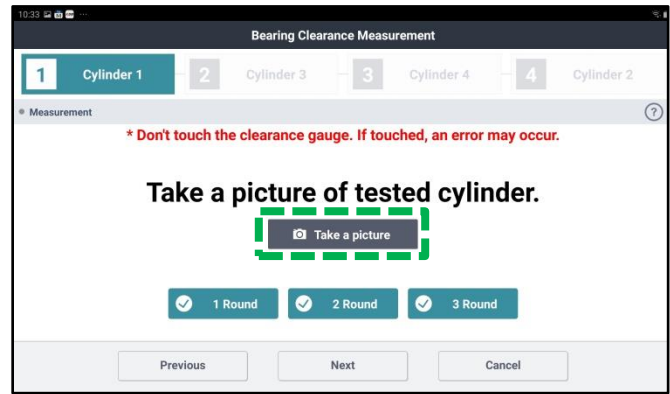 10:33
Bearing Clearance Measurement
1 Cylinder 1 2 Cylinder 3 3 Cylinder 4 4 Cylinder 2
Measurement ?
* Don't touch the clearance gauge. If touched, an error may occur.
Take a picture of tested cylinder.
Take a picture
1 Round 2 Round 3 Round
Previous Next Cancel